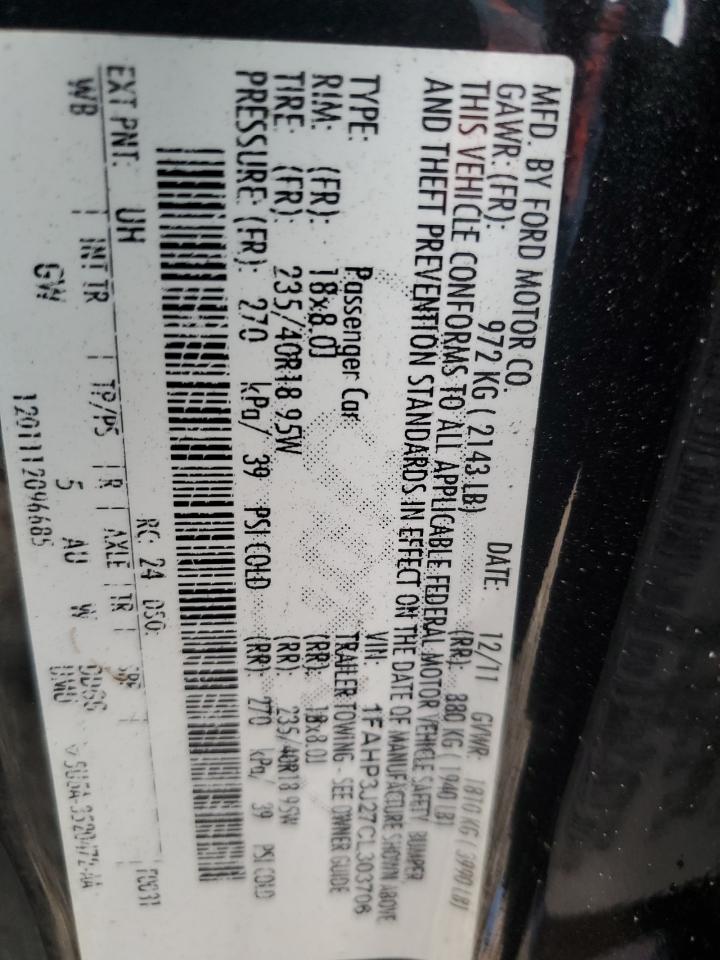 MFD. BY FORD MOTOR CO.
DATE: 12/11 GVWR: 1810 KG ( 3990 LB)
GAWR: (FR): 972 KG ( 2143 LB) (RR): 880 KG ( 1940 LB)
THIS VEHICLE CONFORMS TO ALL APPLICABLE FEDERAL MOTOR VEHICLE SAFETY BUMPER
AND THEFT PREVENTION STANDARDS IN EFFECT ON THE DATE OF MANUFACTURE SHOWN ABOVE
VIN: 1FAHP3J27CL303708
TYPE: Passenger Car TRAILER TOWING - SEE OWNER GUIDE
RIM: (FR): 18x8.0J (RR): 18x8.0J
TIRE: (FR): 235/40R18 95W (RR): 235/40R18 95W
PRESSURE: (FR): 270 kPa/ 39 PSI COLD (RR): 270 kPa/ 39 PSI COLD
EXT PNT: UH RC: 24 DSO:
WB INT TR TP/PS R AXLE TR
GW 5 AU W
1201112096685